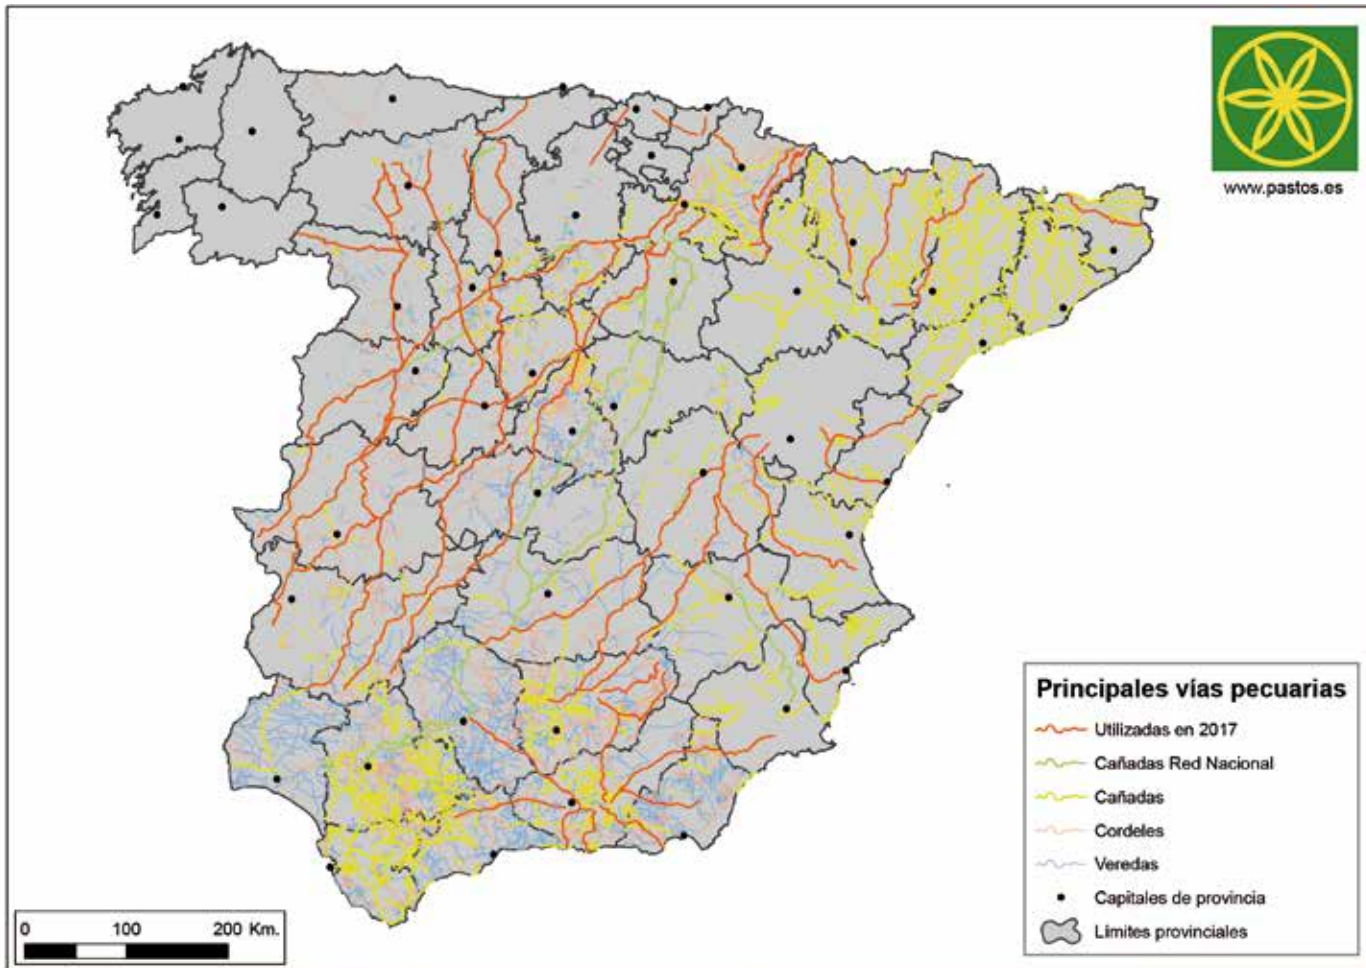 www.pastos.es
Principales vías pecuarias
Utilizadas en 2017
Cañadas Red Nacional
Cañadas
Cordeles
Veredas
Capitales de provincia
Límites provinciales
0 100 200 Km.